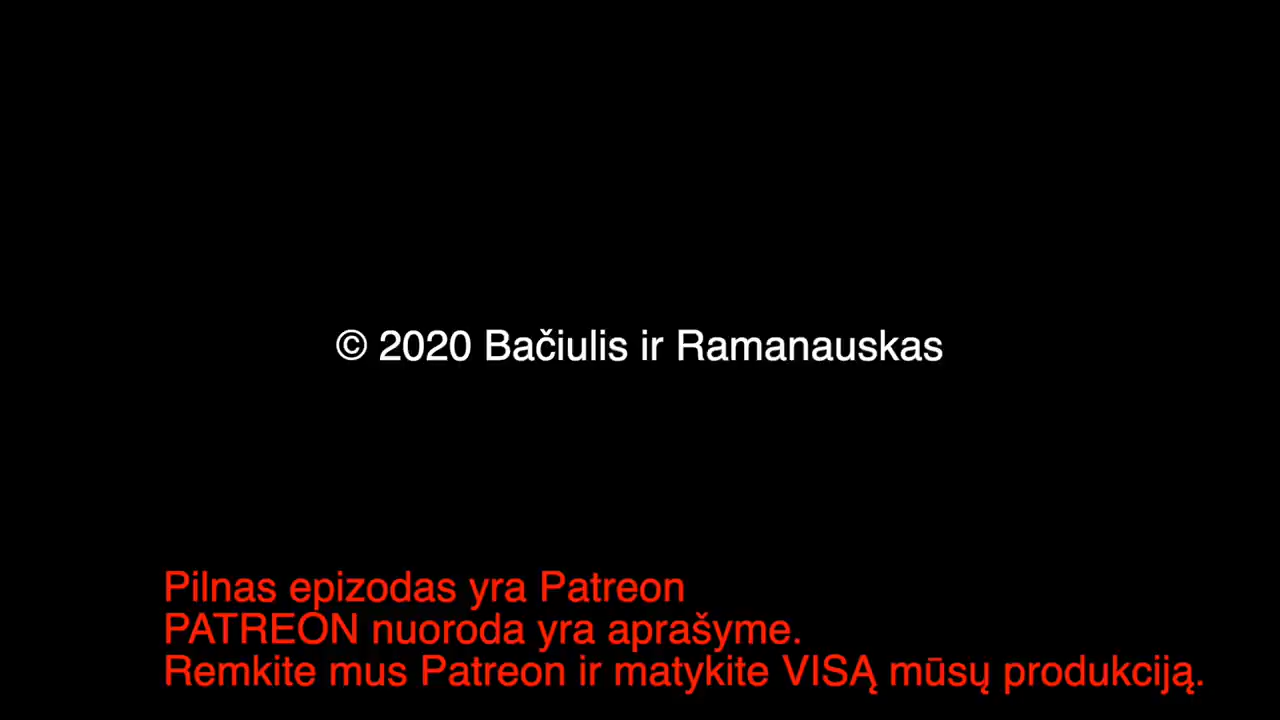 © 2020 Bačiulis ir Ramanauskas
Pilnas epizodas yra Patreon
PATREON nuoroda yra aprašyme.
Remkite mus Patreon ir matykite VISĄ mūsų produkciją.